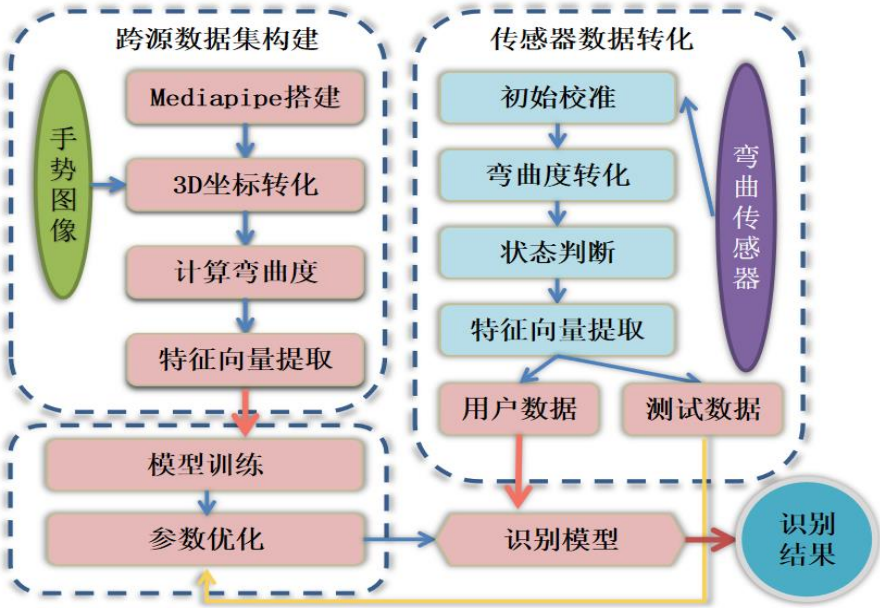 跨源数据集构建
手势图像
Mediapipe搭建
3D坐标转化
计算弯曲度
特征向量提取
模型训练
参数优化
传感器数据转化
初始校准
弯曲度转化
状态判断
特征向量提取
弯曲传感器
用户数据
测试数据
识别模型
识别
结果